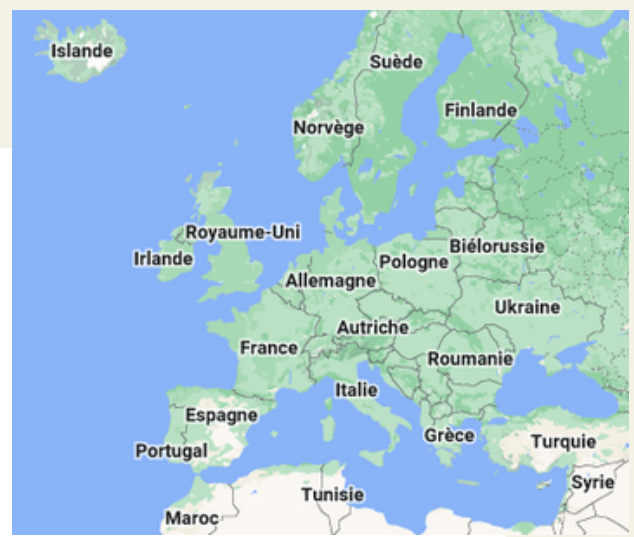 Islande
Suède
Finlande
Norvège
Royaume-Uni
Biélorussie
Irlande
Pologne
Allemagne
Ukraine
Autriche
France
Roumanie
Italie
Espagne
Grèce
Turquie
Portugal
Syrie
Tunisie
Maroc